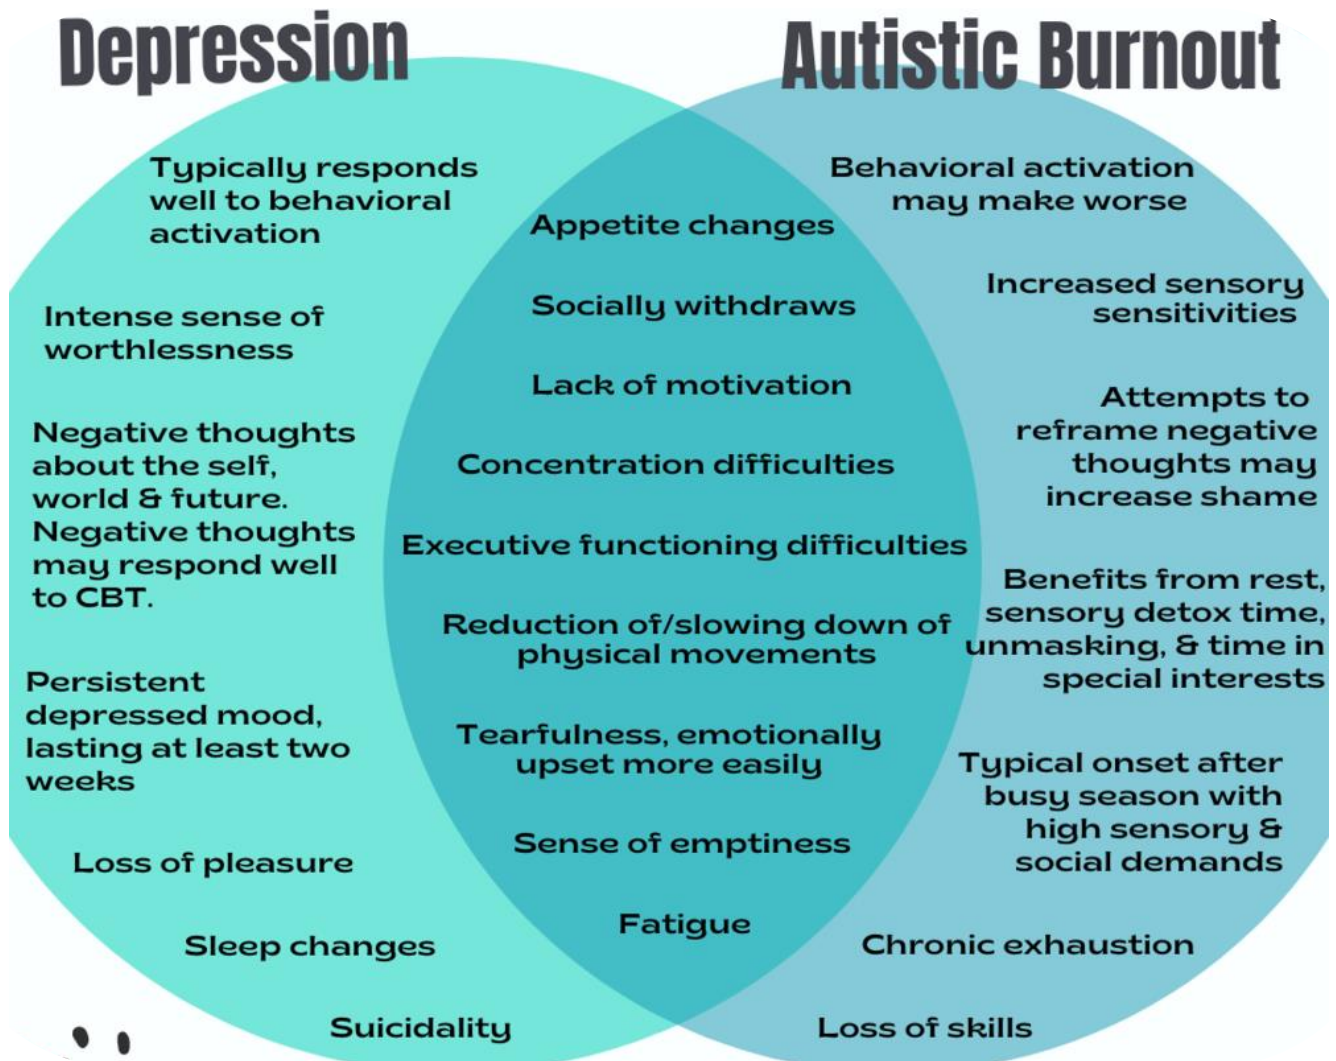 Depression
Autistic Burnout
Typically responds
well to behavioral
activation
Intense sense of
worthlessness
Negative thoughts
about the self,
world & future.
Negative thoughts
may respond well
to CBT.
Persistent
depressed mood,
lasting at least two
weeks
Loss of pleasure
Sleep changes
Suicidality
Appetite changes
Socially withdraws
Lack of motivation
Concentration difficulties
Executive functioning difficulties
Reduction of/slowing down of
physical movements
Tearfulness, emotionally
upset more easily
Sense of emptiness
Fatigue
Behavioral activation
may make worse
Increased sensory
sensitivities
Attempts to
reframe negative
thoughts may
increase shame
Benefits from rest,
sensory detox time,
unmasking, & time in
special interests
Typical onset after
busy season with
high sensory &
social demands
Chronic exhaustion
Loss of skills